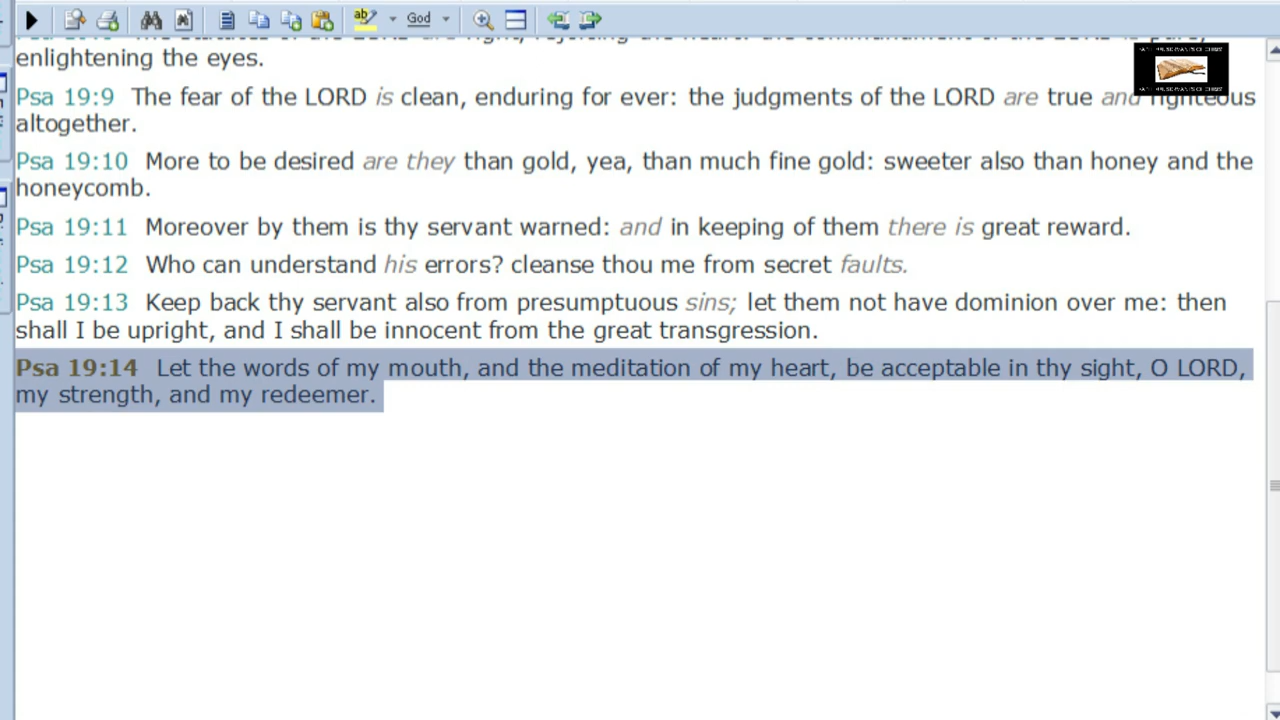 God
enlightening the eyes.
Psa 19:9 The fear of the LORD is clean, enduring for ever: the judgments of the LORD are true and righteous
altogether.
Psa 19:10 More to be desired are they than gold, yea, than much fine gold: sweeter also than honey and the
honeycomb.
Psa 19:11 Moreover by them is thy servant warned: and in keeping of them there is great reward.
Psa 19:12 Who can understand his errors? cleanse thou me from secret faults.
Psa 19:13 Keep back thy servant also from presumptuous sins; let them not have dominion over me: then
shall I be upright, and I shall be innocent from the great transgression.
Psa 19:14 Let the words of my mouth, and the meditation of my heart, be acceptable in thy sight, O LORD,
my strength, and my redeemer.